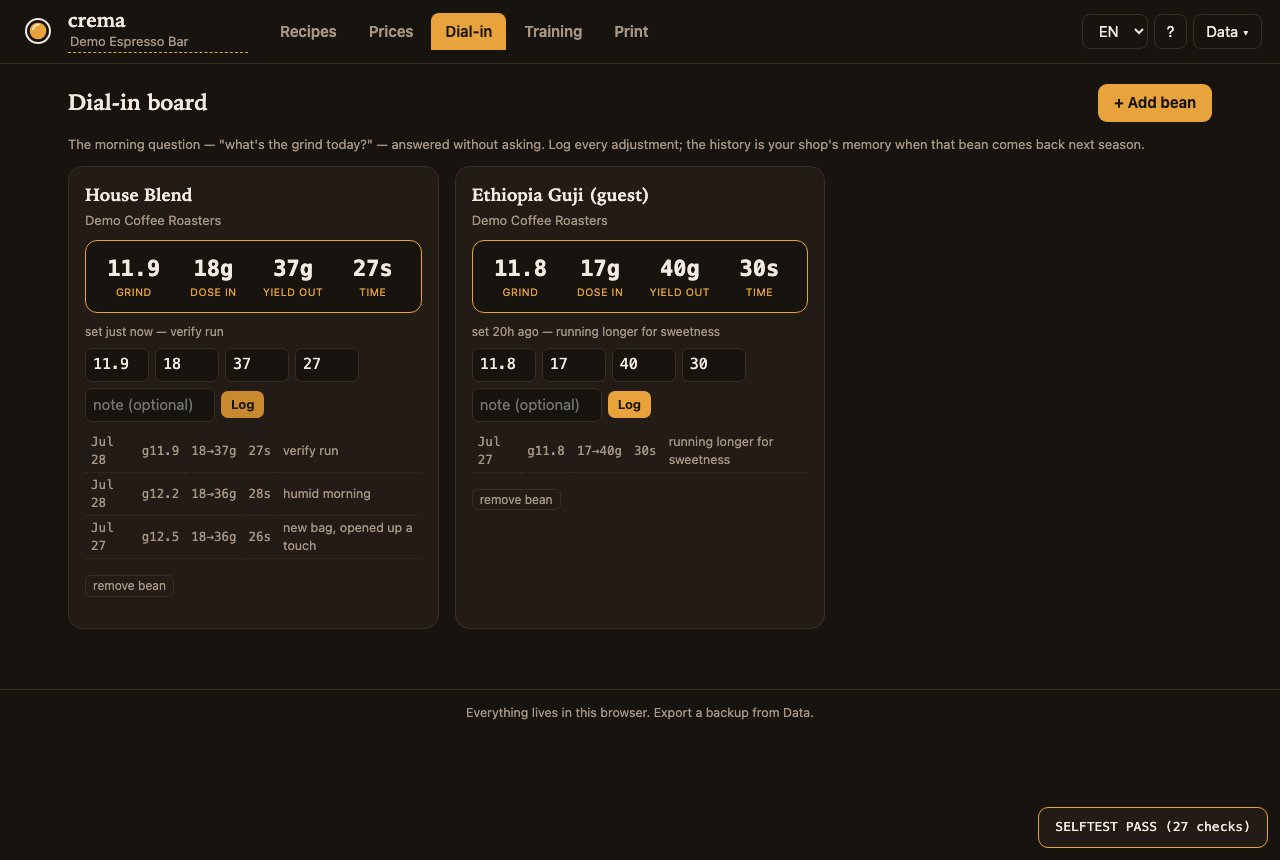 crema
Demo Espresso Bar
Recipes
Prices
Dial-in
Training
Print
EN
?
Data ▾
Dial-in board
+ Add bean
The morning question — "what's the grind today?" — answered without asking. Log every adjustment; the history is your shop's memory when that bean comes back next season.
House Blend
Demo Coffee Roasters
11.9 18g 37g 27s
GRIND DOSE IN YIELD OUT TIME
set just now — verify run
11.9 18 37 27
note (optional) Log
Jul 28 g11.9 18→37g 27s verify run
Jul 28 g12.2 18→36g 28s humid morning
Jul 27 g12.5 18→36g 26s new bag, opened up a touch
remove bean
Ethiopia Guji (guest)
Demo Coffee Roasters
11.8 17g 40g 30s
GRIND DOSE IN YIELD OUT TIME
set 20h ago — running longer for sweetness
11.8 17 40 30
note (optional) Log
Jul 27 g11.8 17→40g 30s running longer for sweetness
remove bean
Everything lives in this browser. Export a backup from Data.
SELFTEST PASS (27 checks)